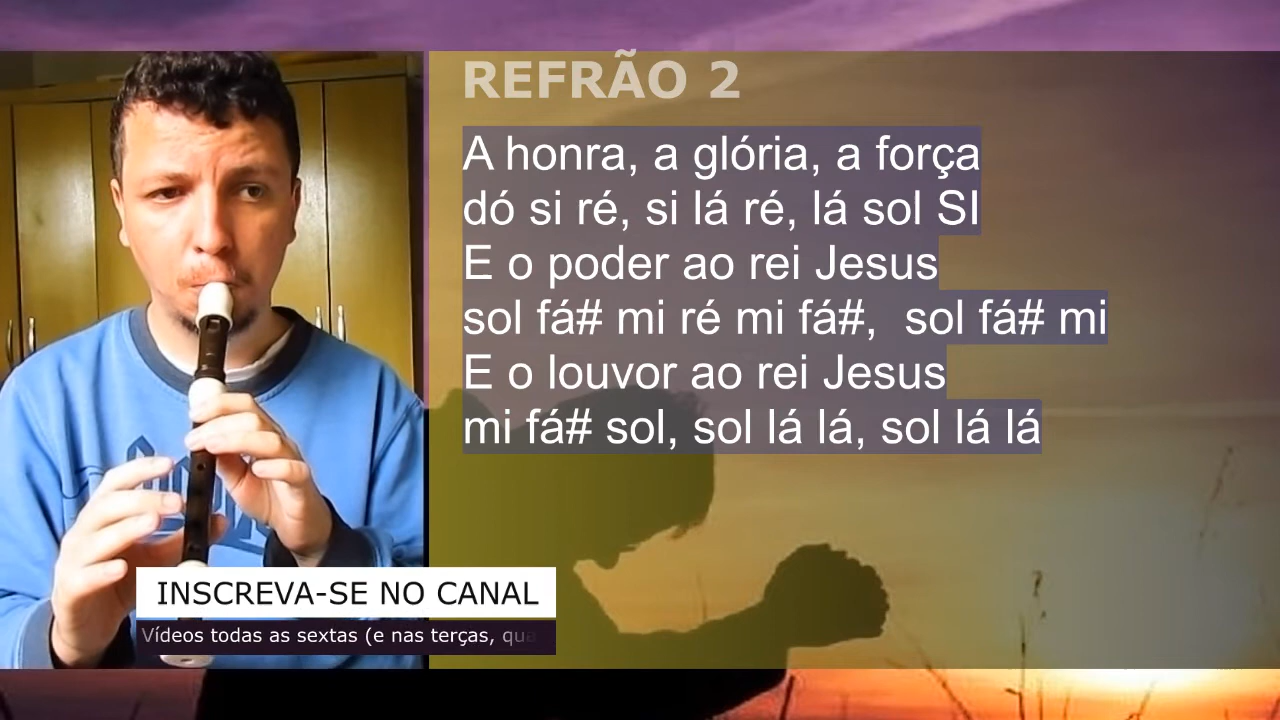 REFRÃO 2
A honra, a glória, a força
dó si ré, si lá ré, lá sol SI
E o poder ao rei Jesus
sol fá# mi ré mi fá#, sol fá# mi
E o louvor ao rei Jesus
mi fá# sol, sol lá lá, sol lá lá
INSCREVA-SE NO CANAL
Vídeos todas as sextas (e nas terças,